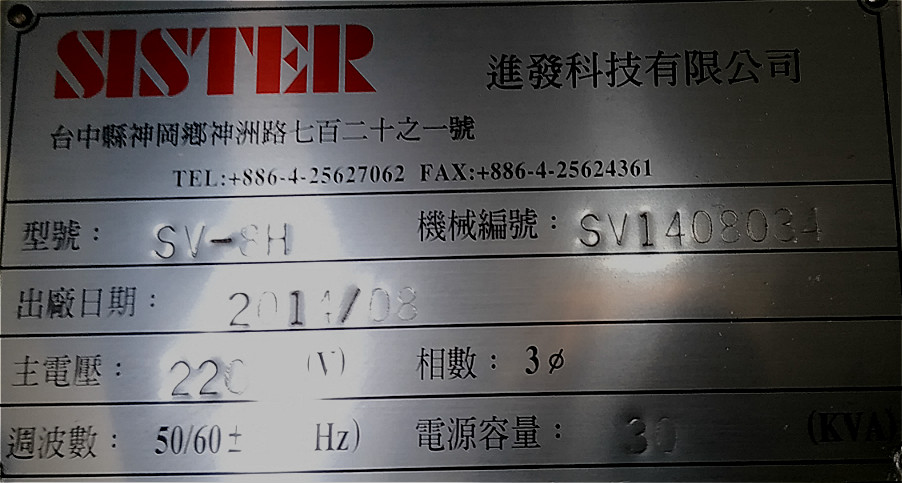 SISTER 進發科技有限公司
台中縣神岡鄉神洲路七百二十之一號
TEL:+886-4-25627062 FAX:+886-4-25624361
型號： SV-8H 機械編號： SV1408034
出廠日期： 2014/08
主電壓： 220 (V) 相數： 3ø
週波數： 50/60± Hz) 電源容量： 30 (KVA)